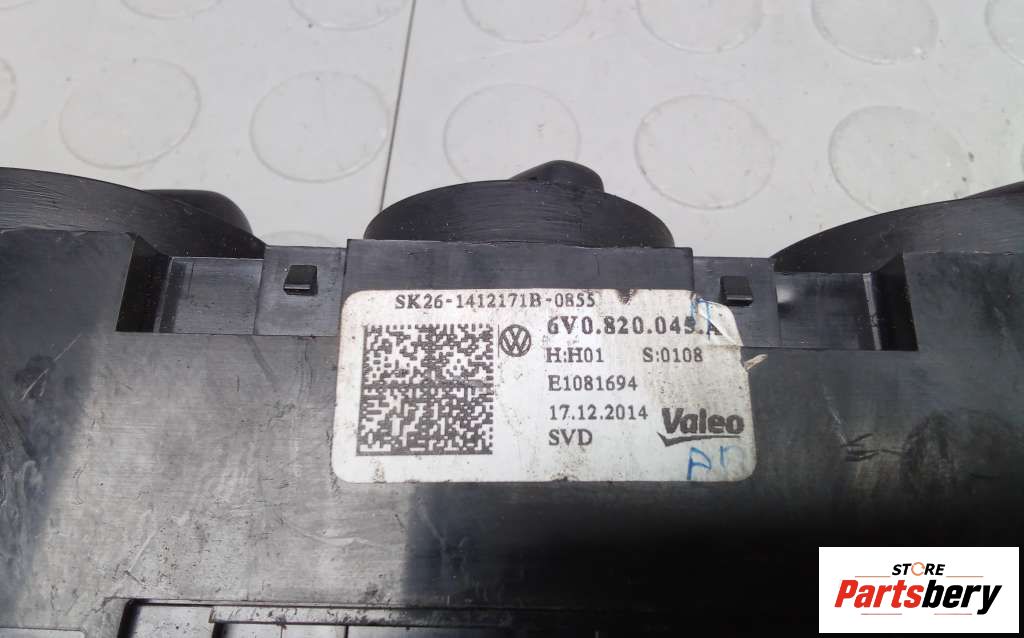 SK26-1412171B-0855
6V0.820.045.A
H:H01 S:0108
E1081694
17.12.2014
SVD
Valeo
STORE
Partsbery